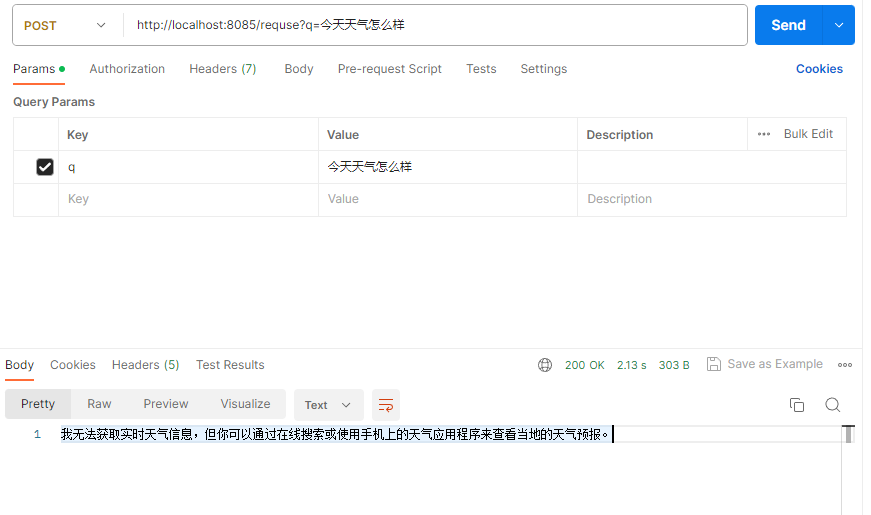 POST http://localhost:8085/requse?q=今天天气怎么样 Send
Params Authorization Headers (7) Body Pre-request Script Tests Settings Cookies
Query Params
Key Value Description Bulk Edit
q 今天天气怎么样
Key Value Description
Body Cookies Headers (5) Test Results 200 OK 2.13 s 303 B Save as Example
Pretty Raw Preview Visualize Text
1 我无法获取实时天气信息，但你可以通过在线搜索或使用手机上的天气应用程序来查看当地的天气预报。